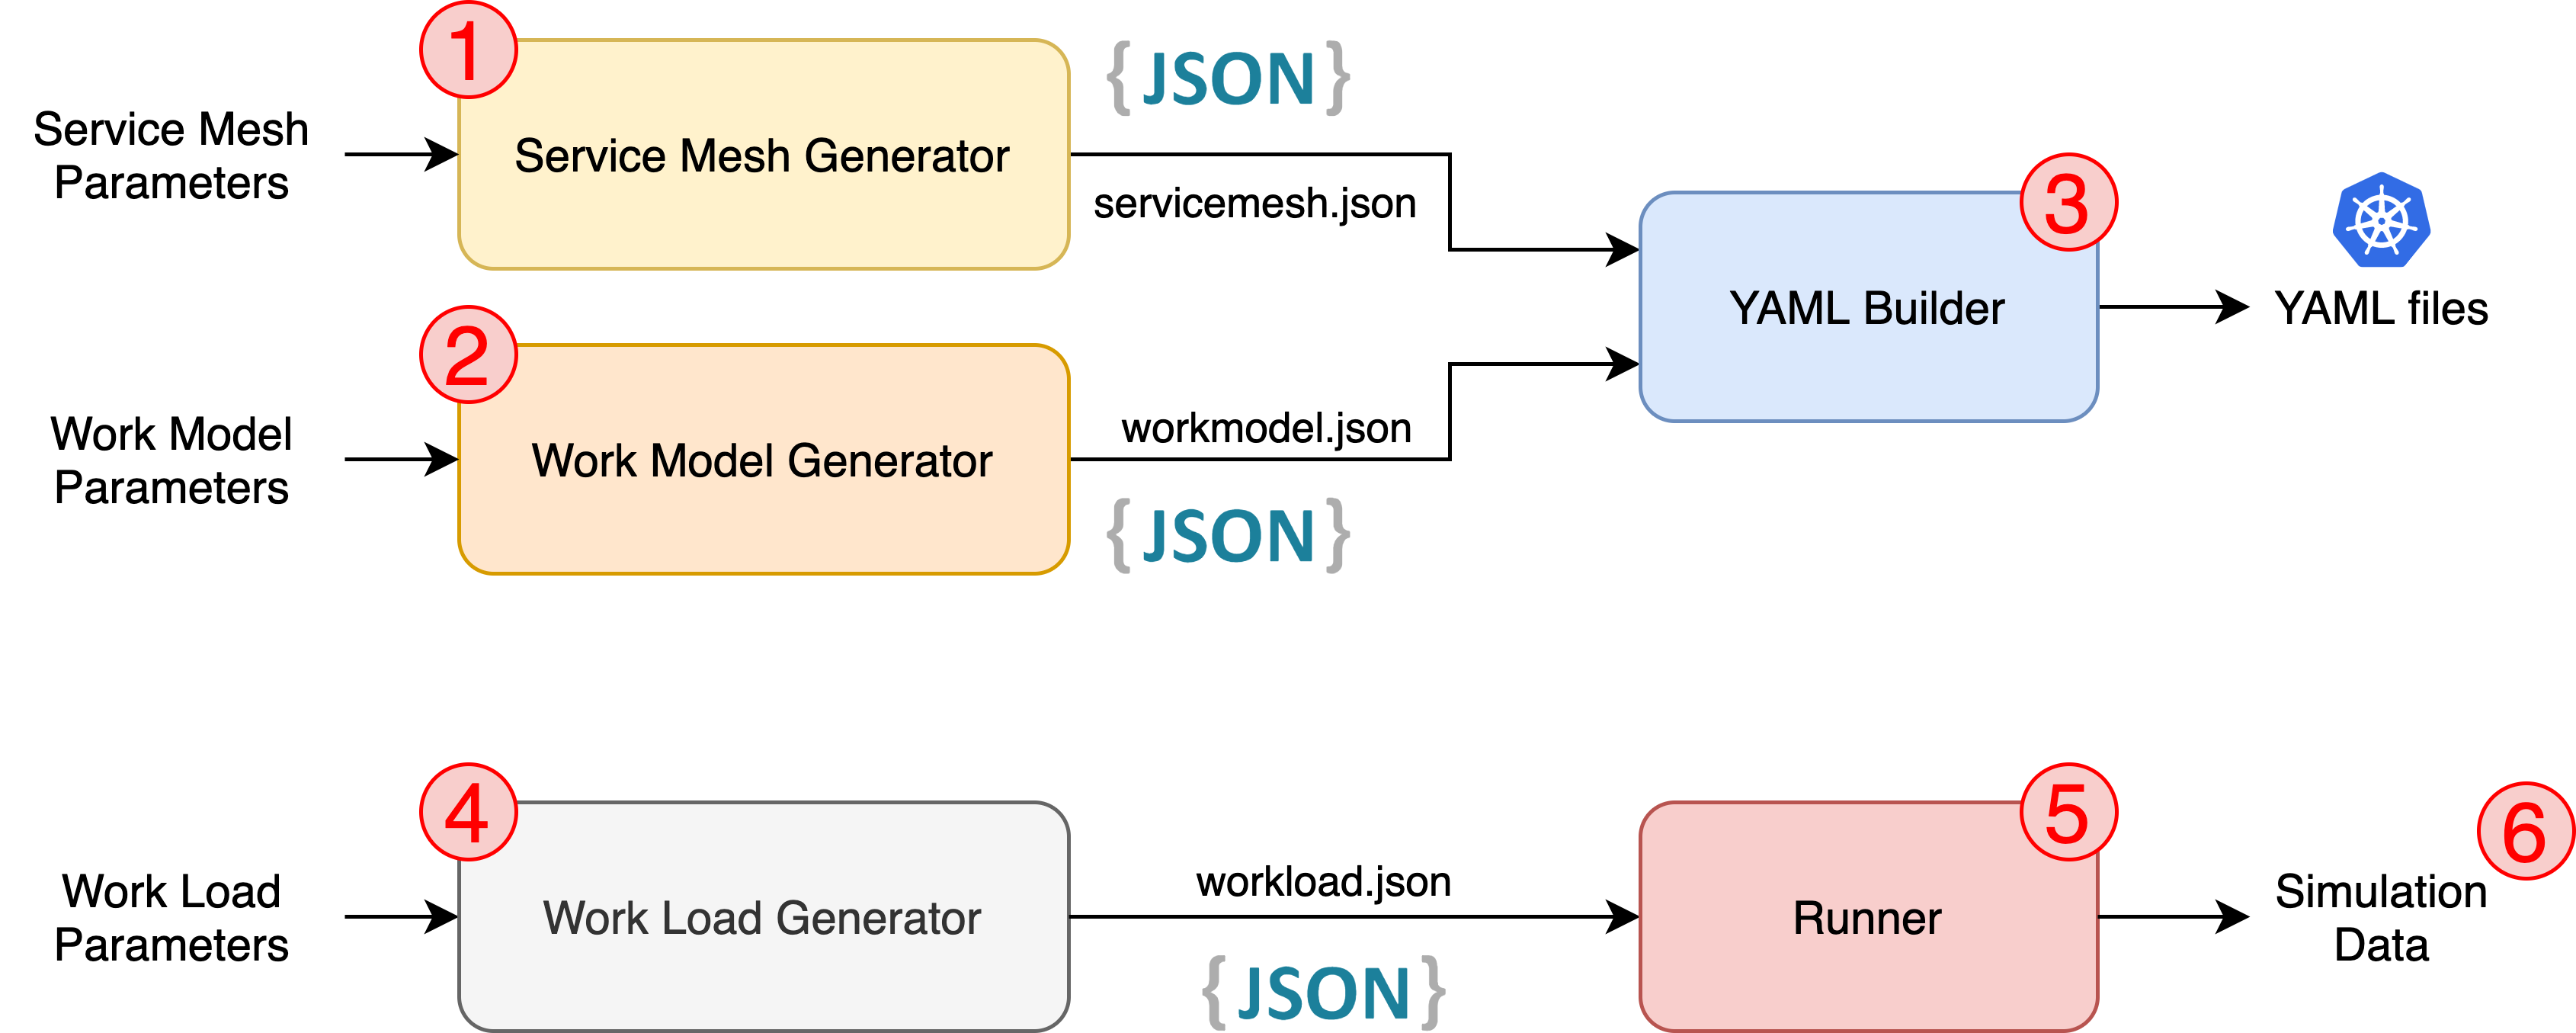 1
{ JSON }
Service Mesh
Parameters
Service Mesh Generator
servicemesh.json
3
YAML Builder
YAML files
2
Work Model
Parameters
Work Model Generator
workmodel.json
{ JSON }
4
Work Load
Parameters
Work Load Generator
workload.json
{ JSON }
5
Runner
6
Simulation
Data